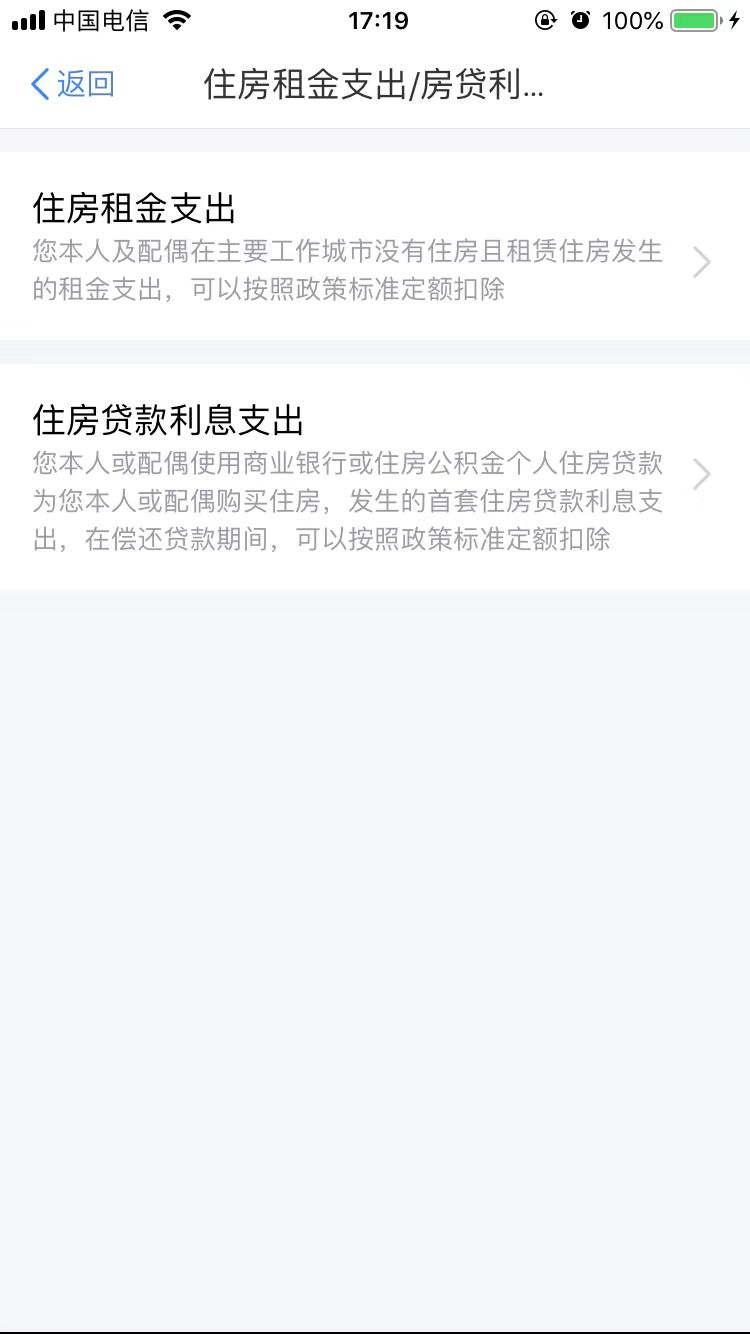 中国电信 17:19 100%
返回 住房租金支出/房贷利...
住房租金支出
您本人及配偶在主要工作城市没有住房且租赁住房发生
的租金支出，可以按照政策标准定额扣除
住房贷款利息支出
您本人或配偶使用商业银行或住房公积金个人住房贷款
为您本人或配偶购买住房，发生的首套住房贷款利息支
出，在偿还贷款期间，可以按照政策标准定额扣除